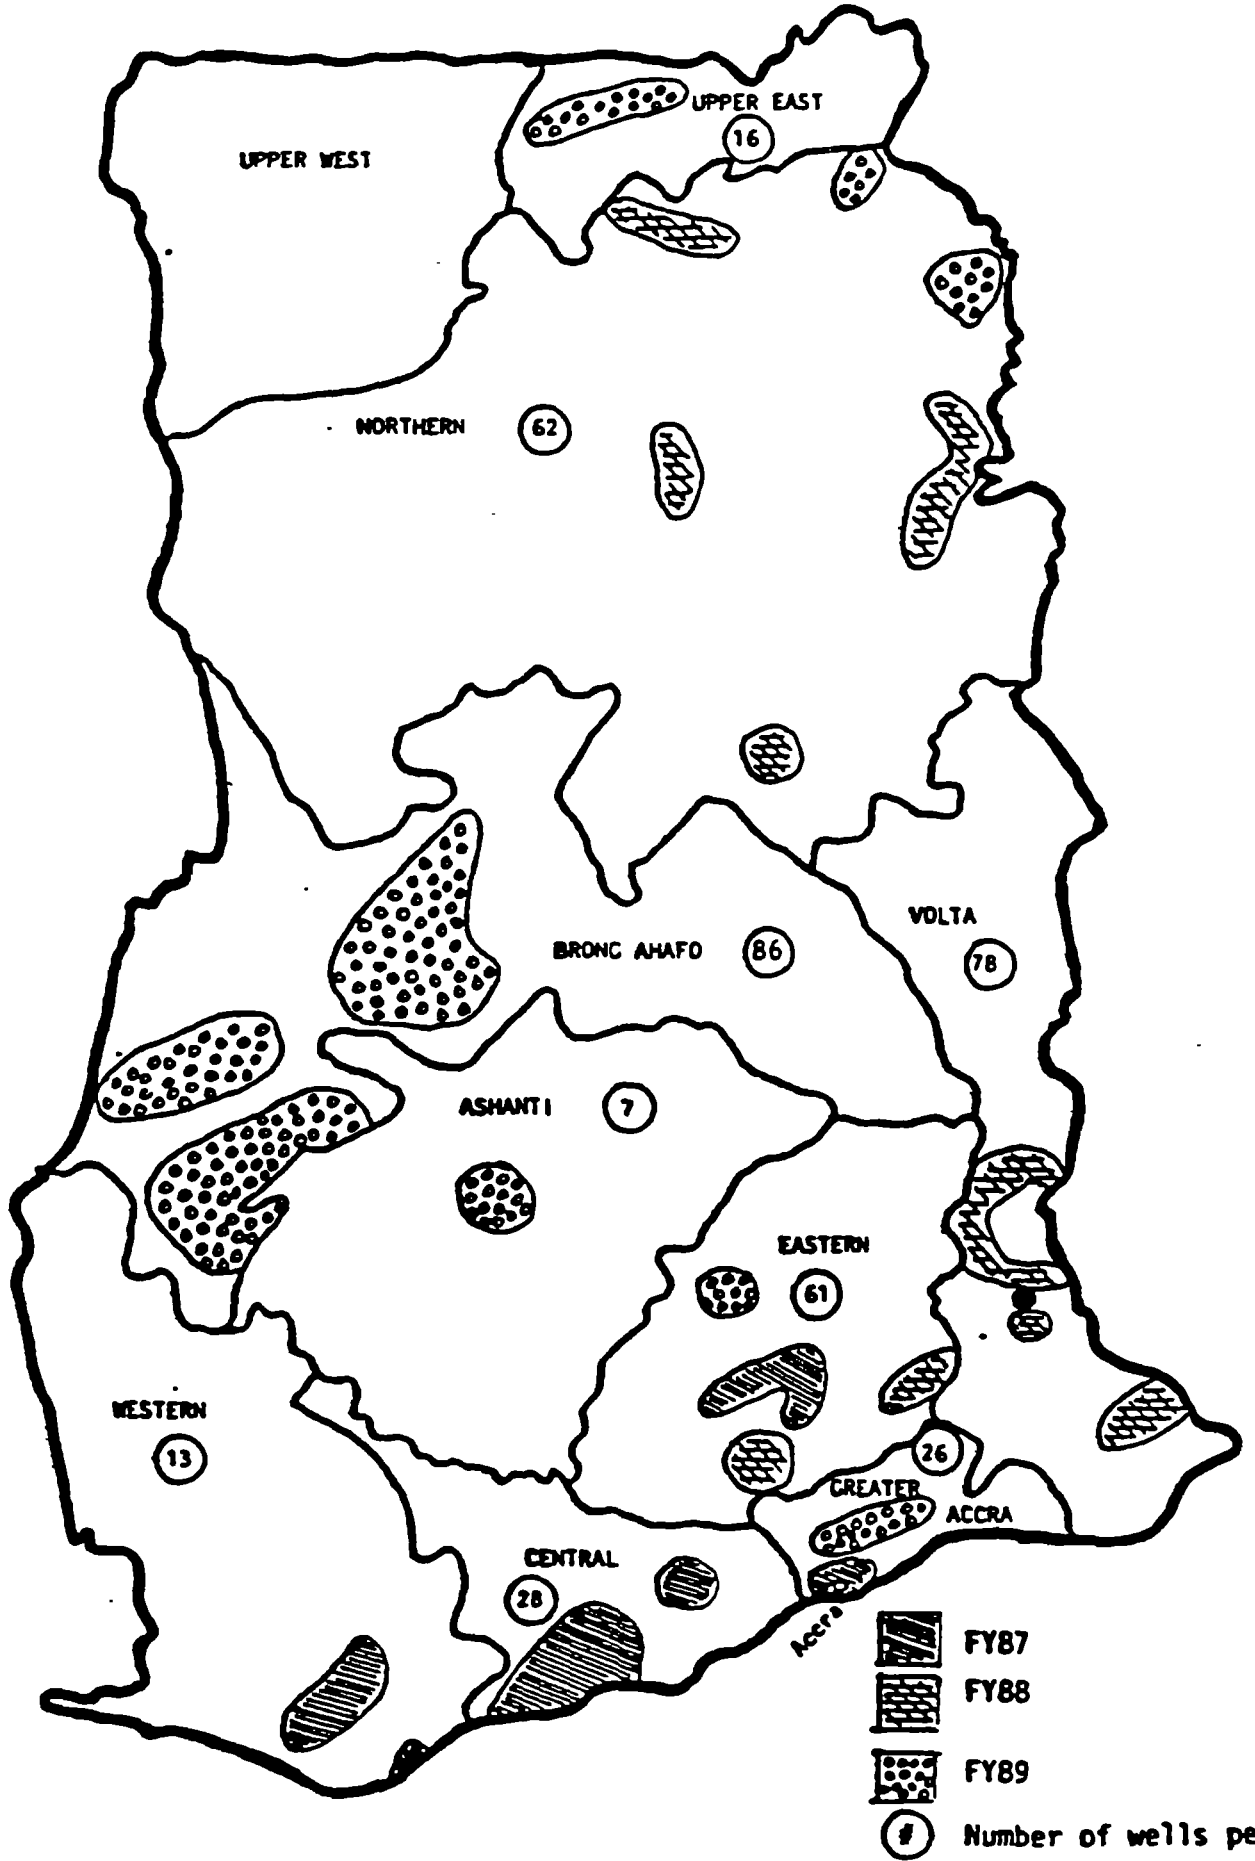 UPPER EAST
16
UPPER WEST
NORTHERN
62
VOLTA
78
BRONG AHAFO
86
ASHANTI
7
EASTERN
61
WESTERN
13
26
GREATER
ACCRA
CENTRAL
28
Accra
FY87
FY88
FY89
# Number of wells pe